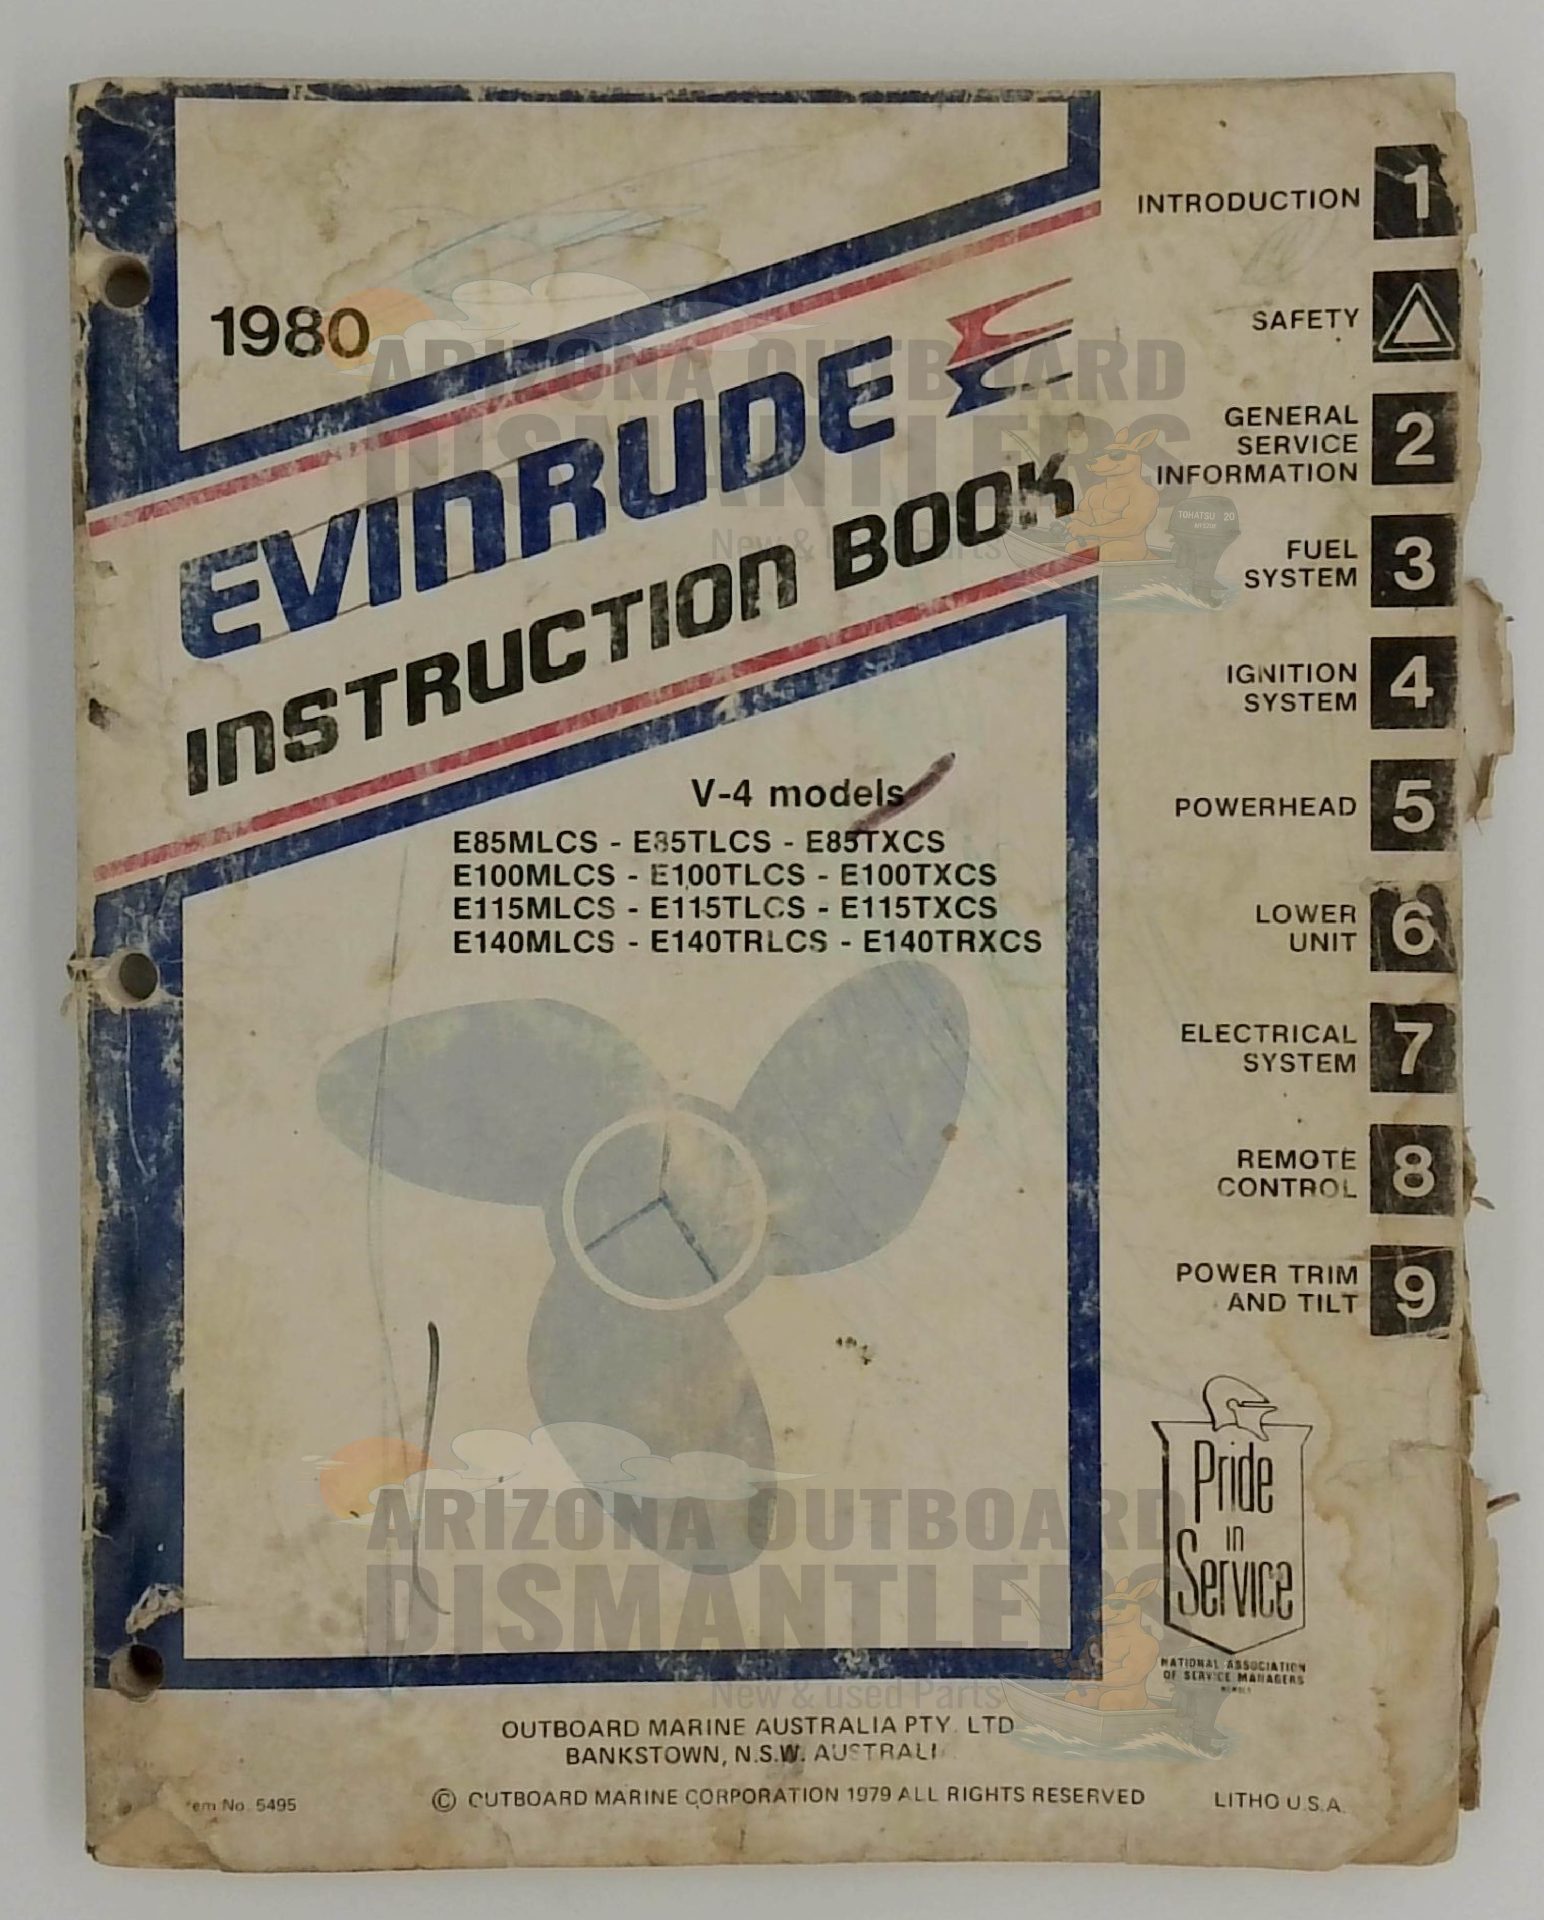 1980
EVINRUDE
INSTRUCTION BOOK
V-4 models
E85MLCS - E85TLCS - E85TXCS
E100MLCS - E100TLCS - E100TXCS
E115MLCS - E115TLCS - E115TXCS
E140MLCS - E140TRLCS - E140TRXCS
INTRODUCTION 1
SAFETY
GENERAL
SERVICE
INFORMATION 2
FUEL
SYSTEM 3
IGNITION
SYSTEM 4
POWERHEAD 5
LOWER
UNIT 6
ELECTRICAL
SYSTEM 7
REMOTE
CONTROL 8
POWER TRIM
AND TILT 9
Pride
in
Service
NATIONAL ASSOCIATION
OF SERVICE MANAGERS
OUTBOARD MARINE AUSTRALIA PTY. LTD
BANKSTOWN, N.S.W. AUSTRALI
No. 5495
© OUTBOARD MARINE CORPORATION 1979 ALL RIGHTS RESERVED
LITHO U.S.A.
ARIZONA OUTBOARD
DISMANTLERS
New & used Parts
TOHATSU 20
ARIZONA OUTBOARD
DISMANTLERS
New & used Parts